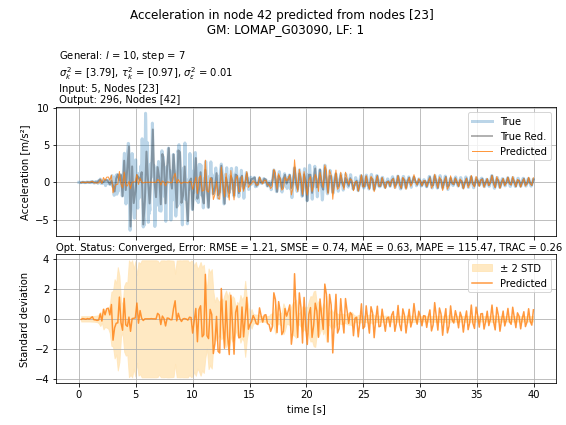 Acceleration in node 42 predicted from nodes [23]
GM: LOMAP_G03090, LF: 1
General: l = 10, step = 7
σ²ₖ = [3.79], τ²ₖ = [0.97], σ²ε = 0.01
Input: 5, Nodes [23]
Output: 296, Nodes [42]
10
5
0
−5
Acceleration [m/s²]
True
True Red.
Predicted
Opt. Status: Converged, Error: RMSE = 1.21, SMSE = 0.74, MAE = 0.63, MAPE = 115.47, TRAC = 0.26
4
2
0
−2
−4
Standard deviation
± 2 STD
Predicted
0 5 10 15 20 25 30 35 40
time [s]